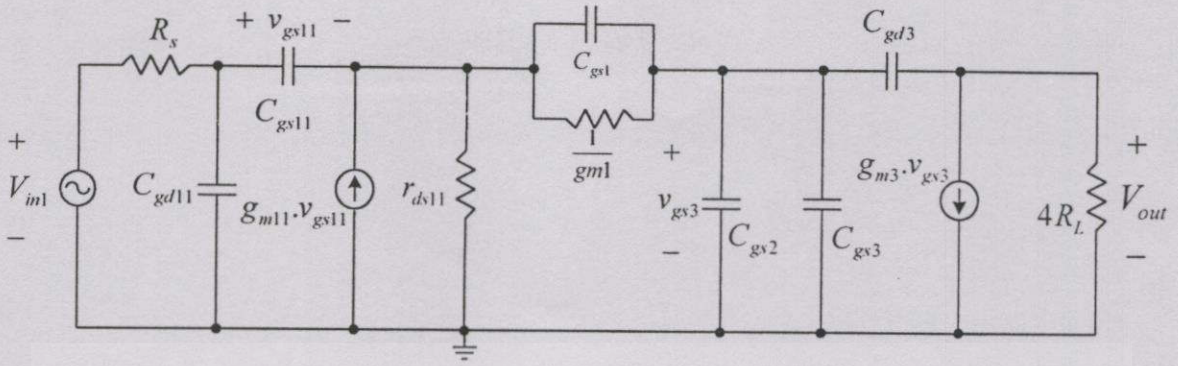 R_s
+ v_gs11 −
C_gs11
C_gs1
1
gm1
C_gd3
+
V_in1
−
C_gd11
g_m11.v_gs11
r_ds11
+
v_gs3
−
C_gs2
C_gs3
g_m3.v_gs3
4R_L
+
V_out
−